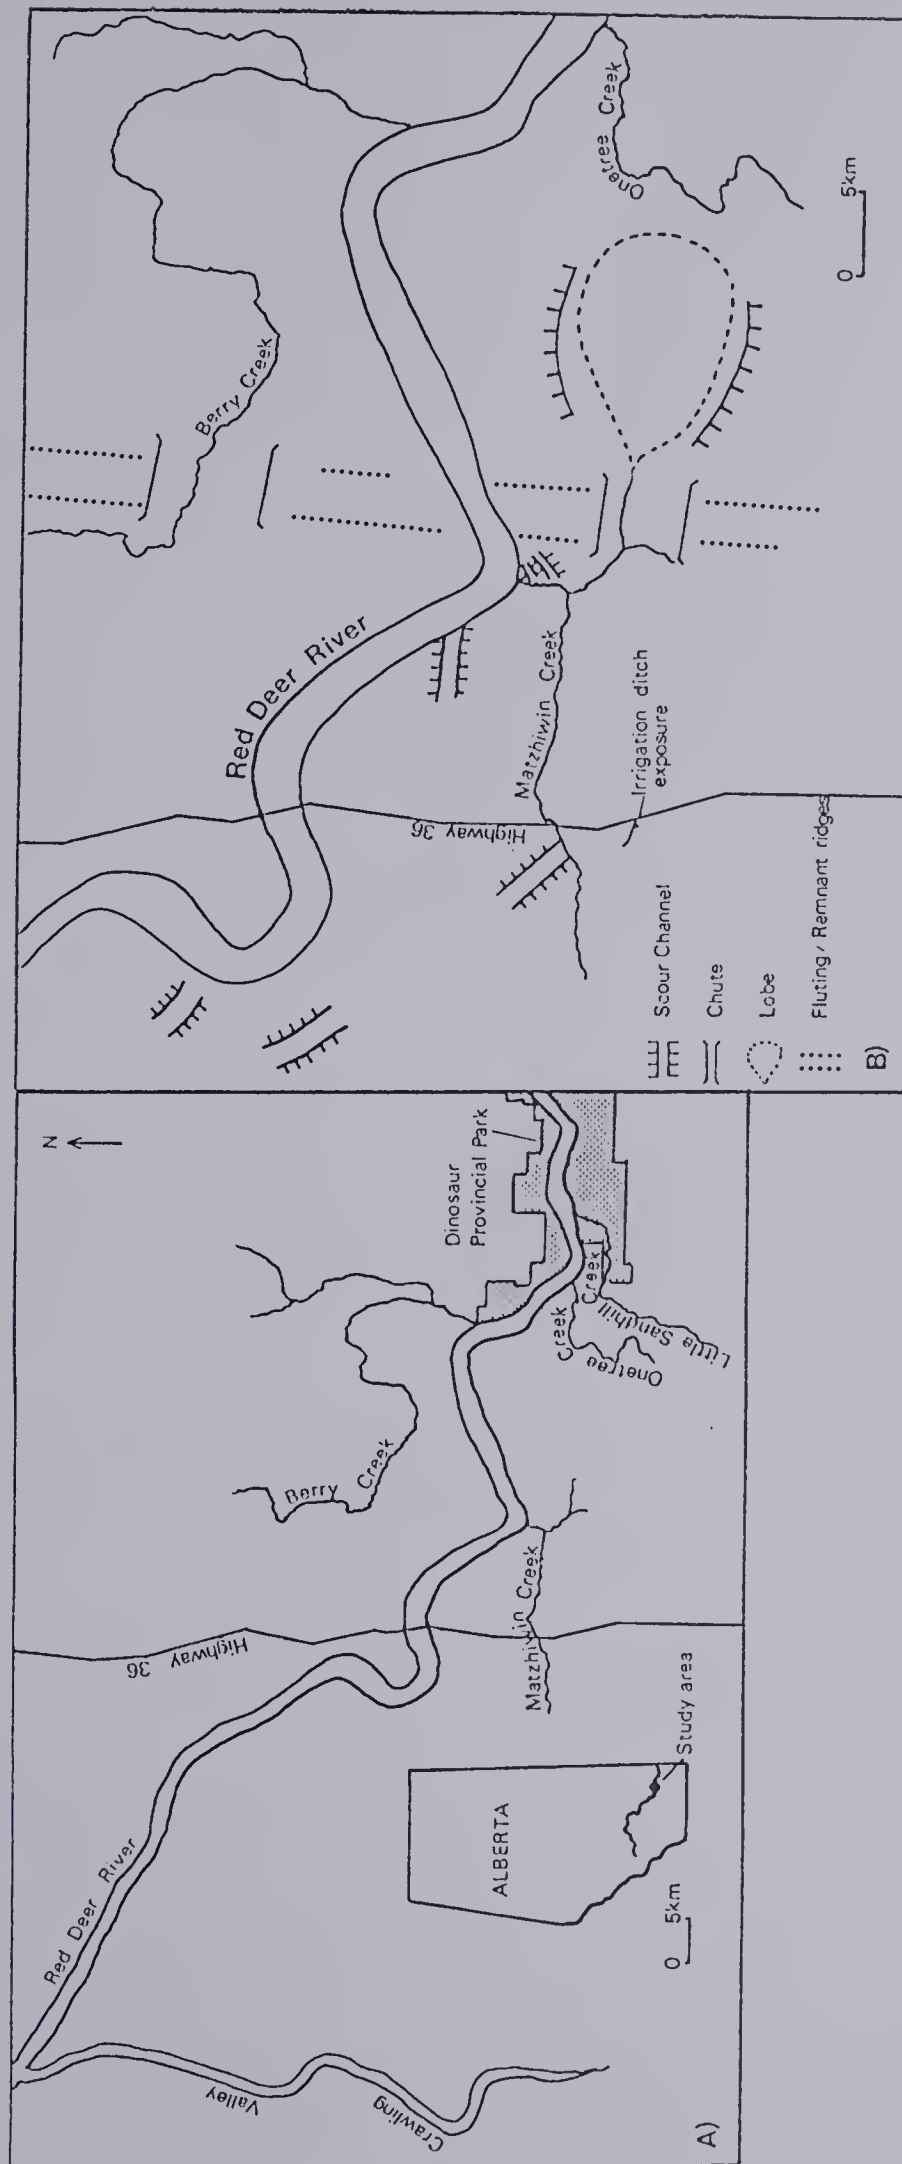 Red Deer River
Crawling
Valley
Highway 36
Berry
Creek
Matzhiwin Creek
Dinosaur
Provincial Park
N
Onetree
Creek
Little Sandhill
Creek
ALBERTA
Study area
0 5km
A)
Red Deer River
Highway 36
Berry Creek
Matzhiwin Creek
Onetree Creek
Irrigation ditch
exposure
0 5km
Scour Channel
Chute
Lobe
Fluting / Remnant ridges
B)